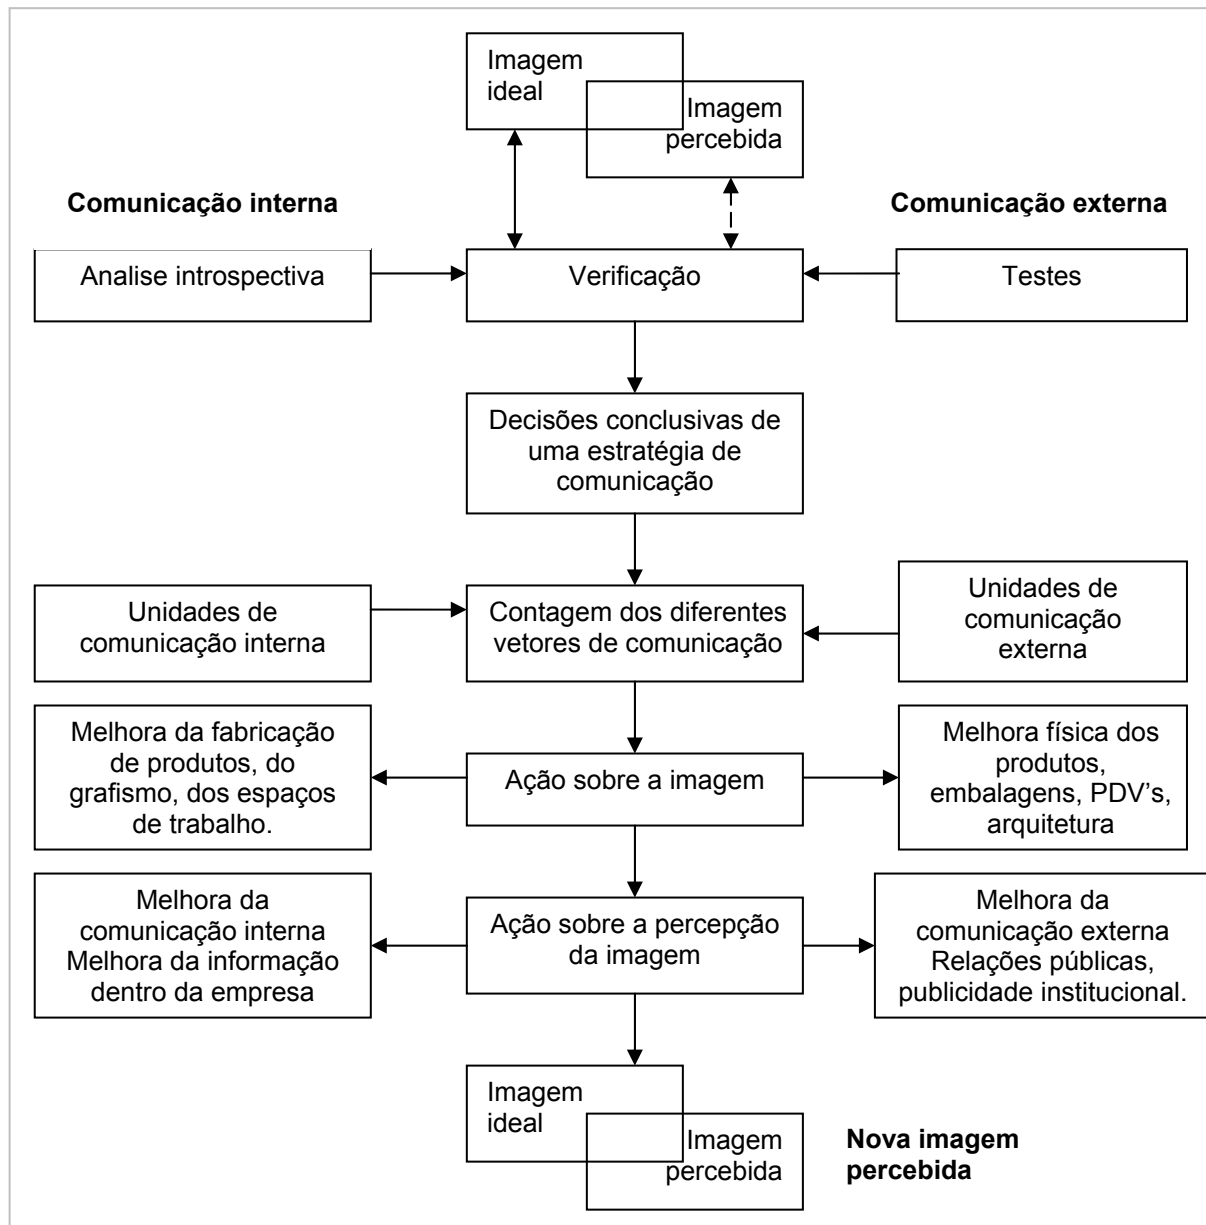 Imagem
ideal
Imagem
percebida
Comunicação interna
Comunicação externa
Analise introspectiva
Verificação
Testes
Decisões conclusivas de
uma estratégia de
comunicação
Unidades de
comunicação interna
Contagem dos diferentes
vetores de comunicação
Unidades de
comunicação
externa
Melhora da fabricação
de produtos, do
grafismo, dos espaços
de trabalho.
Ação sobre a imagem
Melhora física dos
produtos,
embalagens, PDV’s,
arquitetura
Melhora da
comunicação interna
Melhora da informação
dentro da empresa
Ação sobre a percepção
da imagem
Melhora da
comunicação externa
Relações públicas,
publicidade institucional.
Imagem
ideal
Imagem
percebida
Nova imagem
percebida